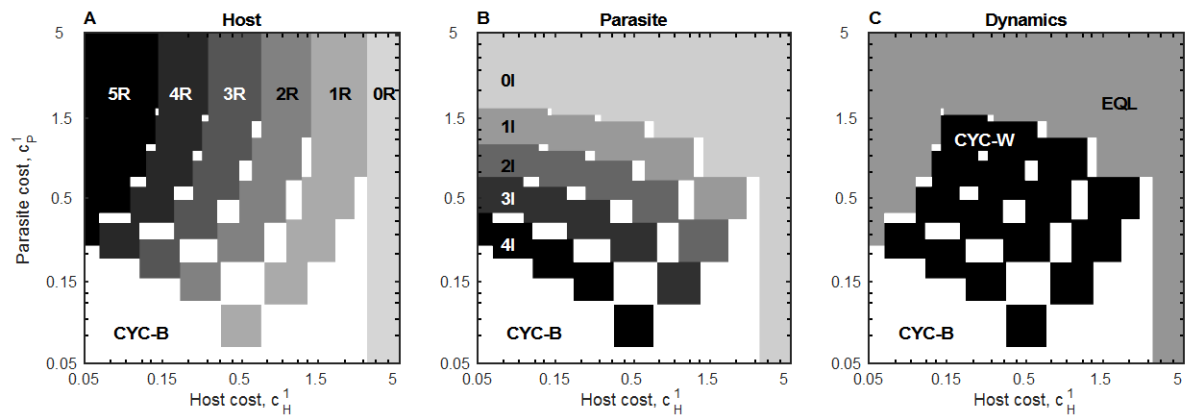 A Host
5
1.5
0.5
0.15
0.05
Parasite cost, c_P^1
5R 4R 3R 2R 1R 0R
CYC-B
0.05 0.15 0.5 1.5 5
Host cost, c_H^1
B Parasite
5
1.5
0.5
0.15
0.05
0I
1I
2I
3I
4I
CYC-B
0.05 0.15 0.5 1.5 5
Host cost, c_H^1
C Dynamics
5
1.5
0.5
0.15
0.05
EQL
CYC-W
CYC-B
0.05 0.15 0.5 1.5 5
Host cost, c_H^1